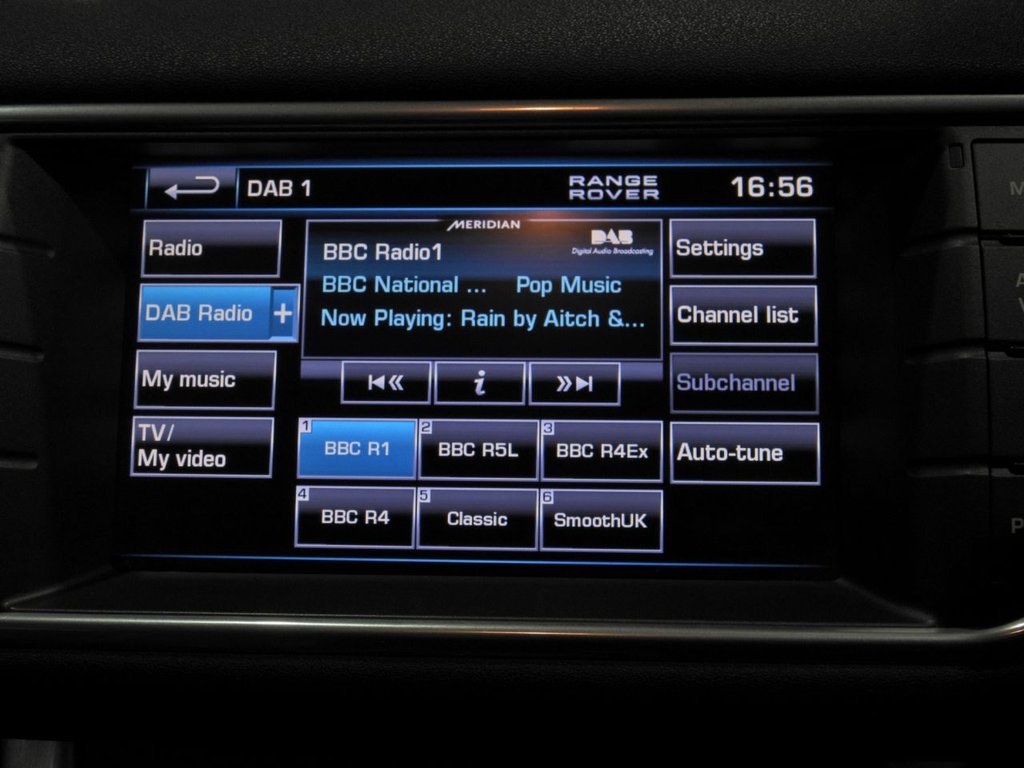 DAB 1
RANGE
ROVER
16:56
Radio
DAB Radio +
My music
TV/
My video
MERIDIAN
DAB
Digital Audio Broadcasting
BBC Radio1
BBC National ... Pop Music
Now Playing: Rain by Aitch &...
i
1 BBC R1
2 BBC R5L
3 BBC R4Ex
4 BBC R4
5 Classic
6 SmoothUK
Settings
Channel list
Subchannel
Auto-tune